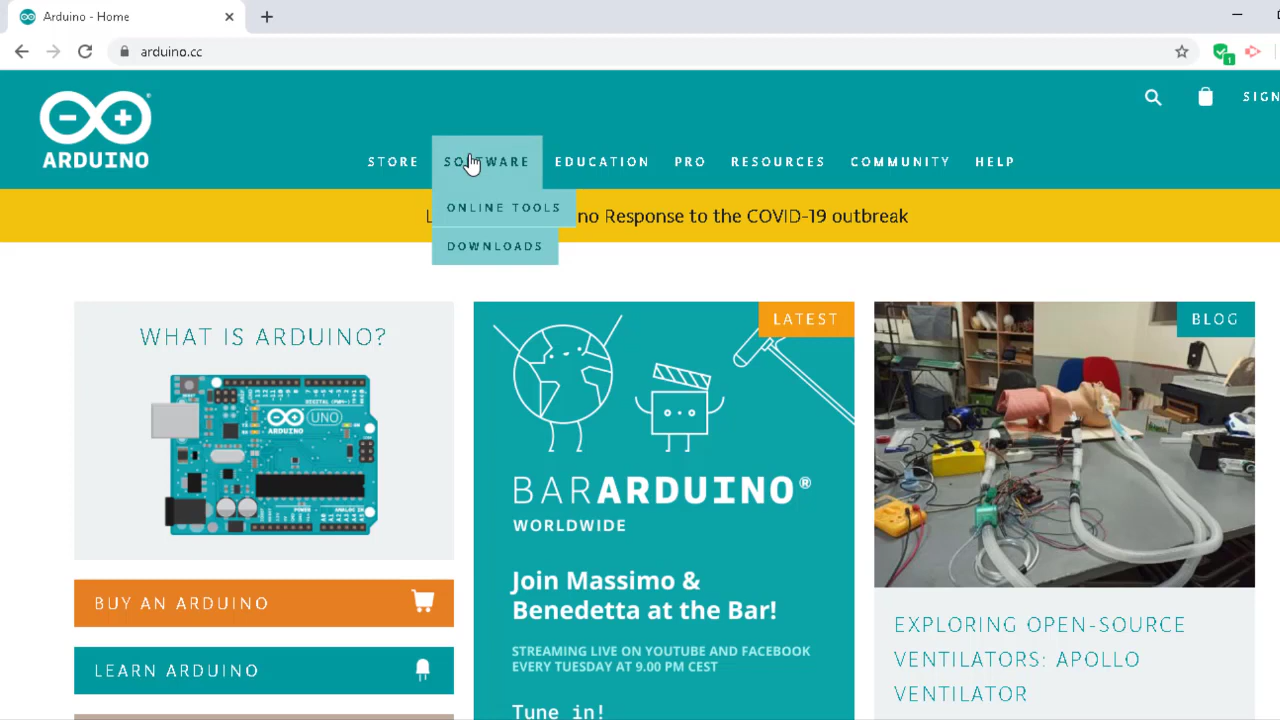 Arduino - Home
arduino.cc
1
SIGN
ARDUINO
STORE
SOFTWARE
EDUCATION
PRO
RESOURCES
COMMUNITY
HELP
ONLINE TOOLS
Response to the COVID-19 outbreak
DOWNLOADS
WHAT IS ARDUINO?
ARDUINO
UNO
LATEST
BARARDUINO®
WORLDWIDE
Join Massimo &
Benedetta at the Bar!
STREAMING LIVE ON YOUTUBE AND FACEBOOK
EVERY TUESDAY AT 9.00 PM CEST
Tune in!
BLOG
EXPLORING OPEN-SOURCE
VENTILATORS: APOLLO
VENTILATOR
BUY AN ARDUINO
LEARN ARDUINO